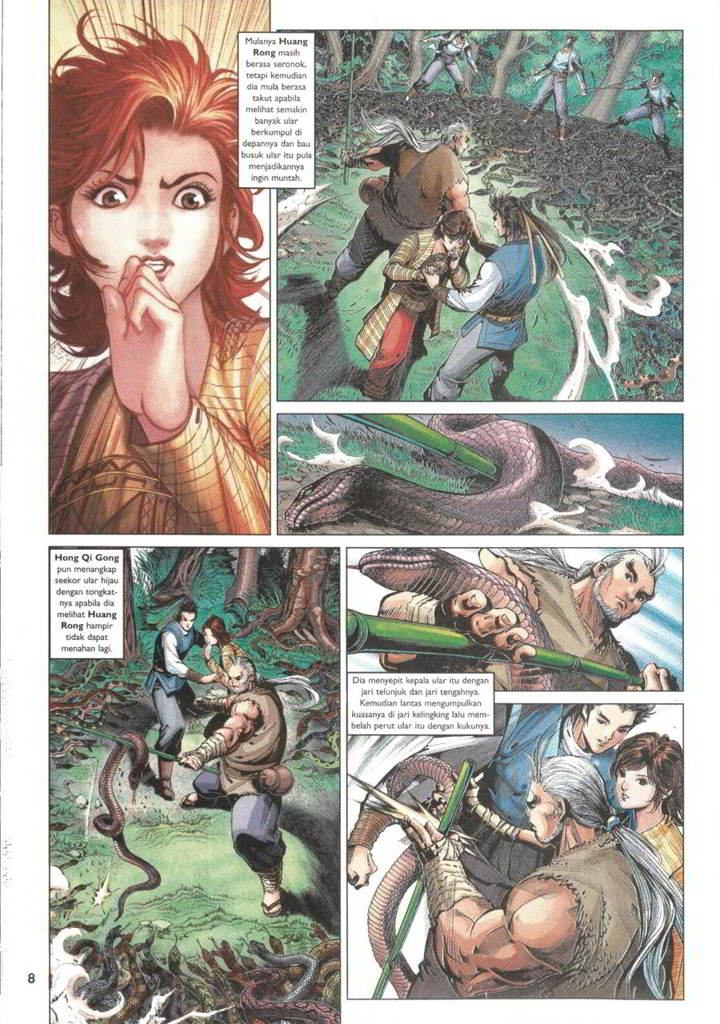 Mulanya Huang
Rong masih
berasa seronok,
tetapi kemudian
dia mula berasa
takut apabila
melihat semakin
banyak ular
berkumpul di
depannya dan bau
busuk ular itu pula
menjadikannya
ingin muntah.
Hong Qi Gong
pun menangkap
seekor ular hijau
dengan tongkat-
nya apabila dia
melihat Huang
Rong hampir
tidak dapat
menahan lagi.
Dia menyepit kepala ular itu dengan
jari telunjuk dan jari tengahnya.
Kemudian lantas mengumpulkan
kuasanya di jari kelingking lalu mem-
belah perut ular itu dengan kukunya.
8